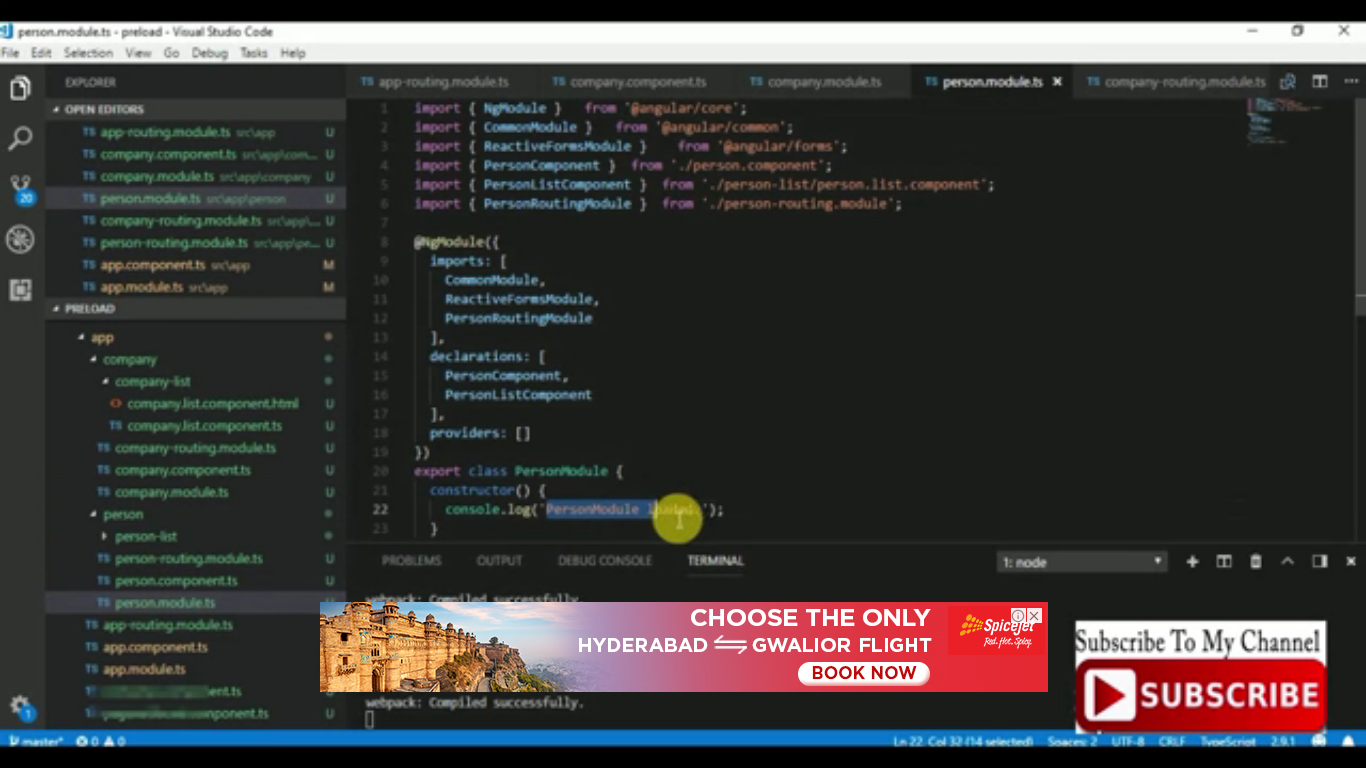 person.module.ts - preload - Visual Studio Code
File Edit Selection View Go Debug Tasks Help
EXPLORER
OPEN EDITORS
TS app-routing.module.ts src\app U
TS company.component.ts src\app\com... U
TS company.module.ts src\app\company U
TS person.module.ts src\app\person U
TS company-routing.module.ts src\app\... U
TS person-routing.module.ts src\app\pe... U
TS app.component.ts src\app M
TS app.module.ts src\app M
20
PRELOAD
app
company
company-list
company.list.component.html U
TS company.list.component.ts U
TS company-routing.module.ts U
TS company.component.ts U
TS company.module.ts U
person
person-list
TS person-routing.module.ts U
TS person.component.ts U
TS person.module.ts U
TS app-routing.module.ts U
TS app.component.ts M
TS app.module.ts M
1
TS app-routing.module.ts TS company.component.ts TS company.module.ts TS person.module.ts TS company-routing.module.ts
1 import { NgModule } from '@angular/core';
2 import { CommonModule } from '@angular/common';
3 import { ReactiveFormsModule } from '@angular/forms';
4 import { PersonComponent } from './person.component';
5 import { PersonListComponent } from './person-list/person.list.component';
6 import { PersonRoutingModule } from './person-routing.module';
7
8 @NgModule({
9 imports: [
10 CommonModule,
11 ReactiveFormsModule,
12 PersonRoutingModule
13 ],
14 declarations: [
15 PersonComponent,
16 PersonListComponent
17 ],
18 providers: []
19 })
20 export class PersonModule {
21 constructor() {
22 console.log('PersonModule ');
23 }
PROBLEMS OUTPUT DEBUG CONSOLE TERMINAL 1: node
webpack: Compiled successfully.
CHOOSE THE ONLY
HYDERABAD GWALIOR FLIGHT
BOOK NOW
SpiceJet
Red. Hot. Spicy.
webpack: Compiled successfully.
Subscribe To My Channel
SUBSCRIBE
master* 0 0 Ln 22, Col 32 (14 selected) Spaces: 2 UTF-8 CRLF TypeScript 2.9.1